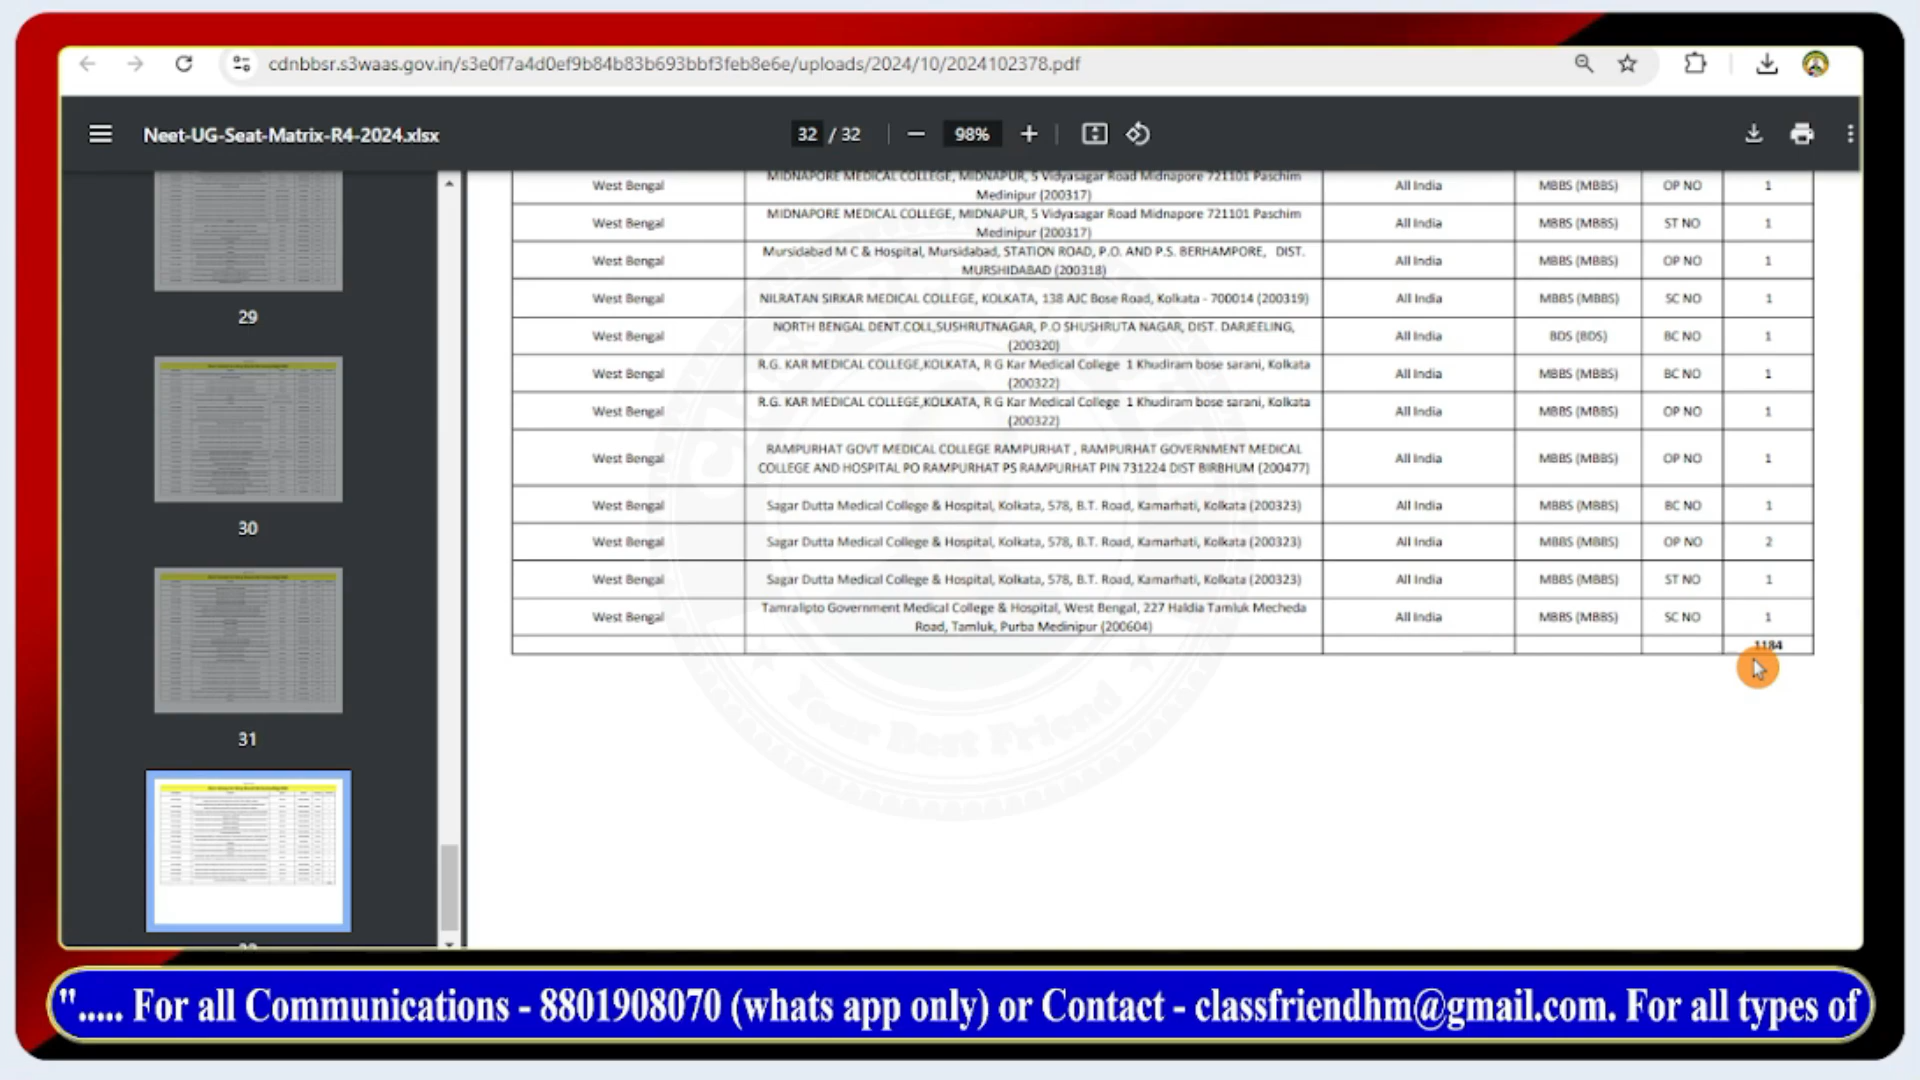 cdnbbsr.s3waas.gov.in/s3e0f7a4d0ef9b84b83b693bbf3feb8e6e/uploads/2024/10/2024102378.pdf
Neet-UG-Seat-Matrix-R4-2024.xlsx
32 / 32
98%
29
30
31
West Bengal MIDNAPORE MEDICAL COLLEGE, MIDNAPUR, 5 Vidyasagar Road Midnapore 721101 Paschim
Medinipur (200317) All India MBBS (MBBS) OP NO 1
West Bengal MIDNAPORE MEDICAL COLLEGE, MIDNAPUR, 5 Vidyasagar Road Midnapore 721101 Paschim
Medinipur (200317) All India MBBS (MBBS) ST NO 1
West Bengal Mursidabad M C & Hospital, Mursidabad, STATION ROAD, P.O. AND P.S. BERHAMPORE, DIST.
MURSHIDABAD (200318) All India MBBS (MBBS) OP NO 1
West Bengal NILRATAN SIRKAR MEDICAL COLLEGE, KOLKATA, 138 AJC Bose Road, Kolkata - 700014 (200319) All India MBBS (MBBS) SC NO 1
West Bengal NORTH BENGAL DENT.COLL,SUSHRUTNAGAR, P.O SHUSHRUTA NAGAR, DIST. DARJEELING,
(200320) All India BDS (BDS) BC NO 1
West Bengal R.G. KAR MEDICAL COLLEGE,KOLKATA, R G Kar Medical College 1 Khudiram bose sarani, Kolkata
(200322) All India MBBS (MBBS) BC NO 1
West Bengal R.G. KAR MEDICAL COLLEGE,KOLKATA, R G Kar Medical College 1 Khudiram bose sarani, Kolkata
(200322) All India MBBS (MBBS) OP NO 1
West Bengal RAMPURHAT GOVT MEDICAL COLLEGE RAMPURHAT , RAMPURHAT GOVERNMENT MEDICAL
COLLEGE AND HOSPITAL PO RAMPURHAT PS RAMPURHAT PIN 731224 DIST BIRBHUM (200477) All India MBBS (MBBS) OP NO 1
West Bengal Sagar Dutta Medical College & Hospital, Kolkata, 578, B.T. Road, Kamarhati, Kolkata (200323) All India MBBS (MBBS) BC NO 1
West Bengal Sagar Dutta Medical College & Hospital, Kolkata, 578, B.T. Road, Kamarhati, Kolkata (200323) All India MBBS (MBBS) OP NO 2
West Bengal Sagar Dutta Medical College & Hospital, Kolkata, 578, B.T. Road, Kamarhati, Kolkata (200323) All India MBBS (MBBS) ST NO 1
West Bengal Tamralipto Government Medical College & Hospital, West Bengal, 227 Haldia Tamluk Mecheda
Road, Tamluk, Purba Medinipur (200604) All India MBBS (MBBS) SC NO 1
1184
Your Best Friend
"..... For all Communications - 8801908070 (whats app only) or Contact - classfriendhm@gmail.com. For all types of